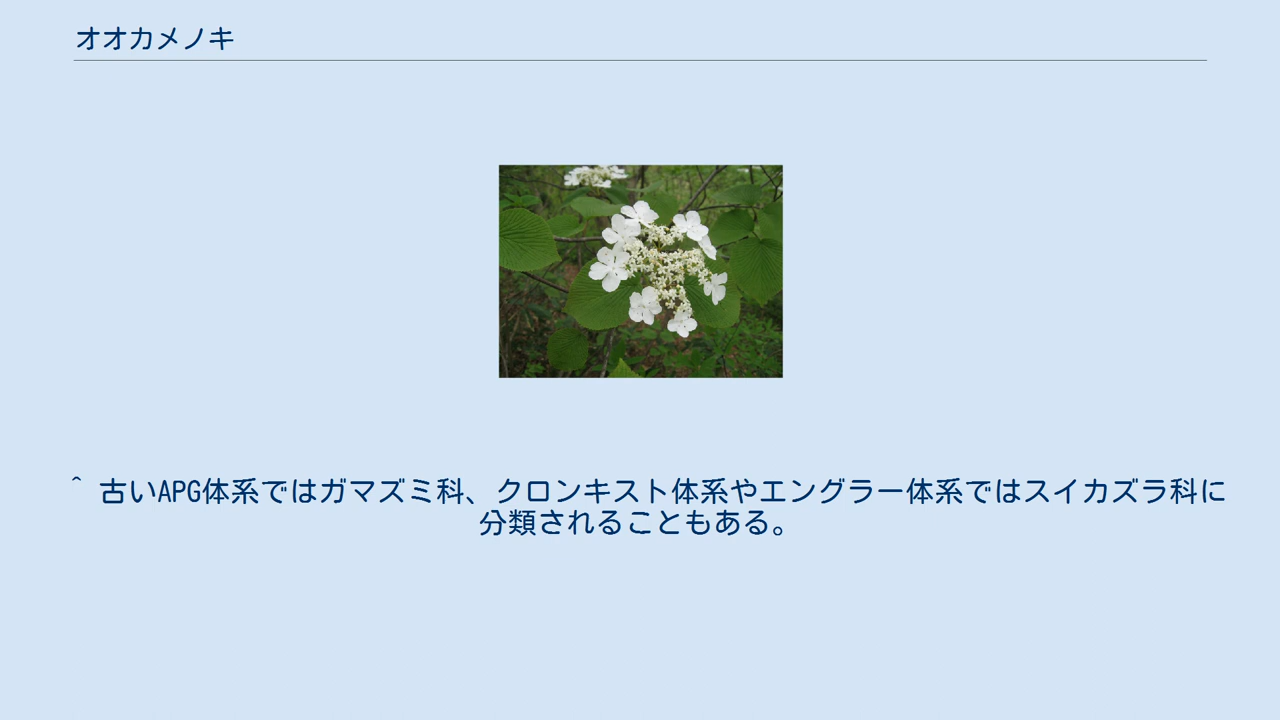 オオカメノキ
^ 古いAPG体系ではガマズミ科、クロンキスト体系やエングラー体系ではスイカズラ科に
分類されることもある。